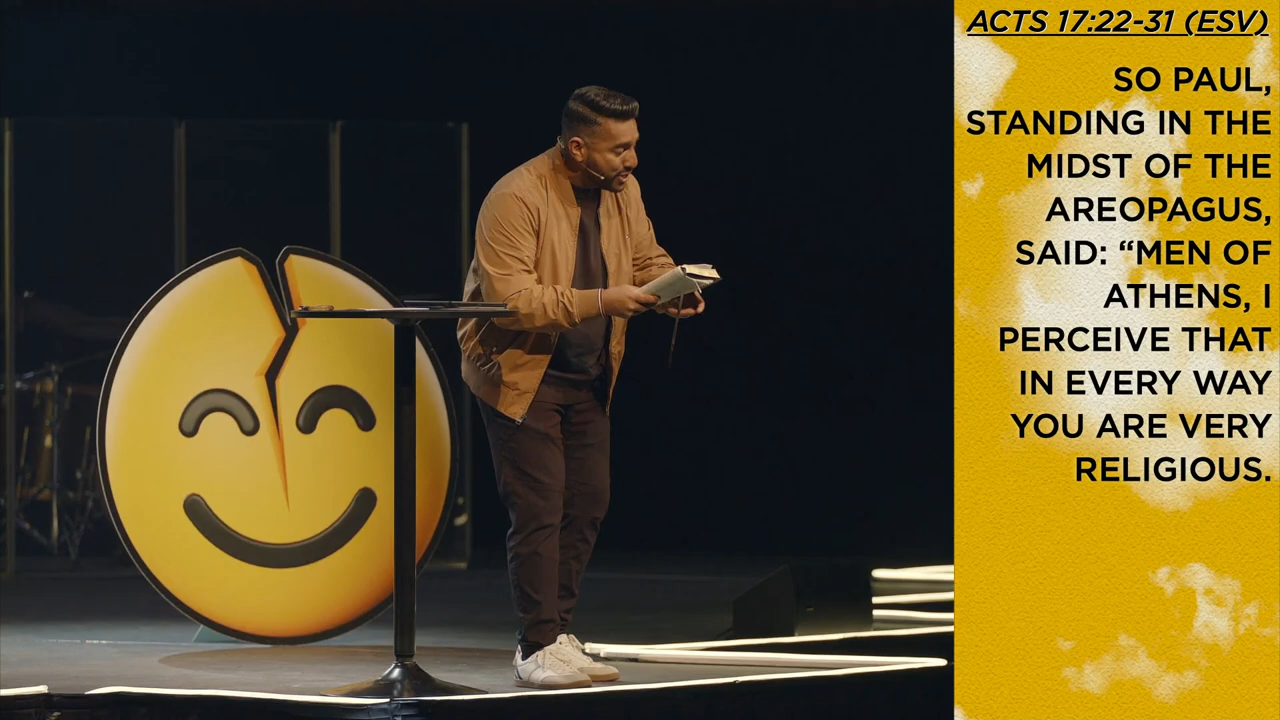 ACTS 17:22-31 (ESV)
SO PAUL,
STANDING IN THE
MIDST OF THE
AREOPAGUS,
SAID: “MEN OF
ATHENS, I
PERCEIVE THAT
IN EVERY WAY
YOU ARE VERY
RELIGIOUS.